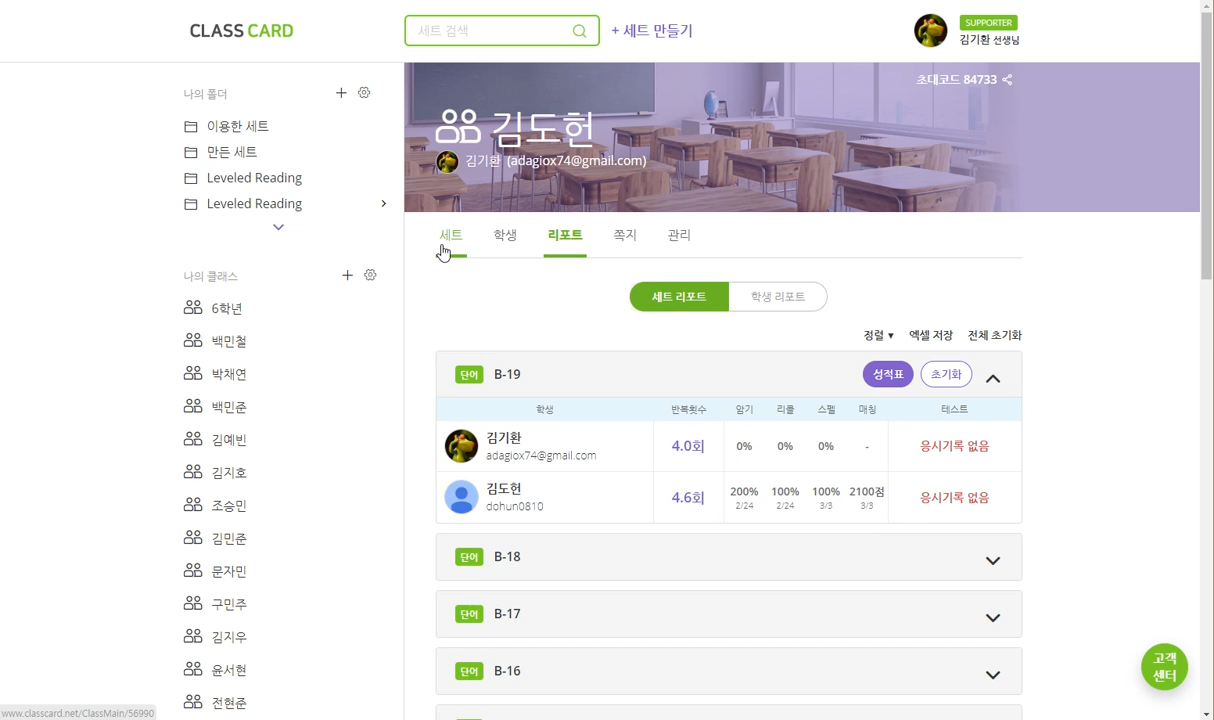 CLASS CARD
세트 검색
+ 세트 만들기
SUPPORTER
김기환 선생님
나의 폴더
이용한 세트
만든 세트
Leveled Reading
Leveled Reading
나의 클래스
6학년
백민철
박채연
백민준
김예빈
김지호
조승민
김민준
문자민
구민주
김지우
윤서현
전현준
초대코드 84733
김도헌
김기환 (adagiox74@gmail.com)
세트 학생 리포트 쪽지 관리
세트 리포트 학생 리포트
정렬 ▼ 엑셀 저장 전체 초기화
단어 B-19 성적표 초기화
학생 반복횟수 암기 리콜 스펠 매칭 테스트
김기환 4.0회 0% 0% 0% - 응시기록 없음
adagiox74@gmail.com
김도헌 4.6회 200% 100% 100% 2100점 응시기록 없음
dohun0810 2/24 2/24 3/3 3/3
단어 B-18
단어 B-17
단어 B-16
고객
센터
www.classcard.net/ClassMain/56990